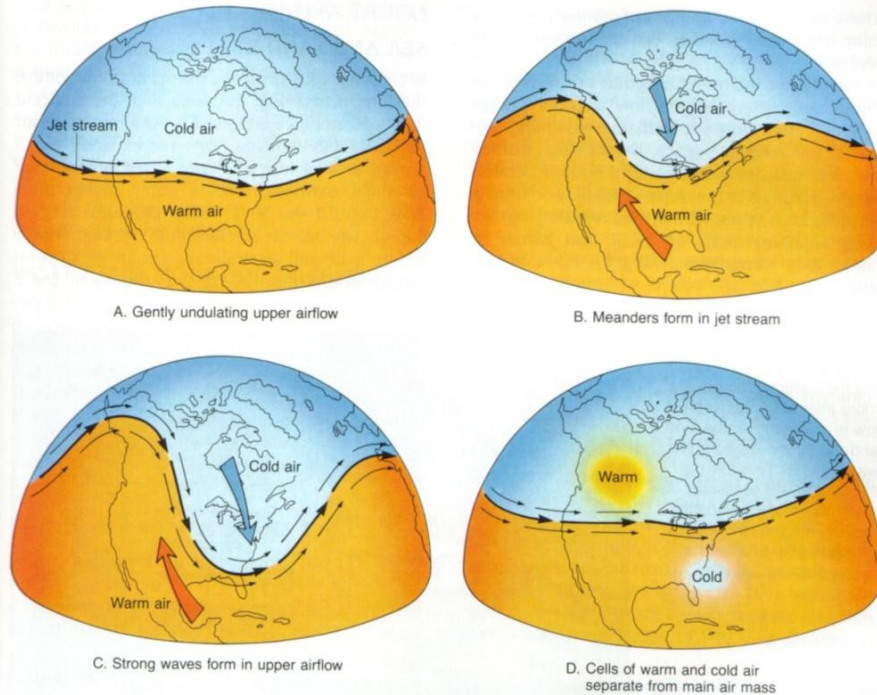 Jet stream
Cold air
Warm air
A. Gently undulating upper airflow
Cold air
Warm air
B. Meanders form in jet stream
Cold air
Warm air
C. Strong waves form in upper airflow
Warm
Cold
D. Cells of warm and cold air
separate from main air mass